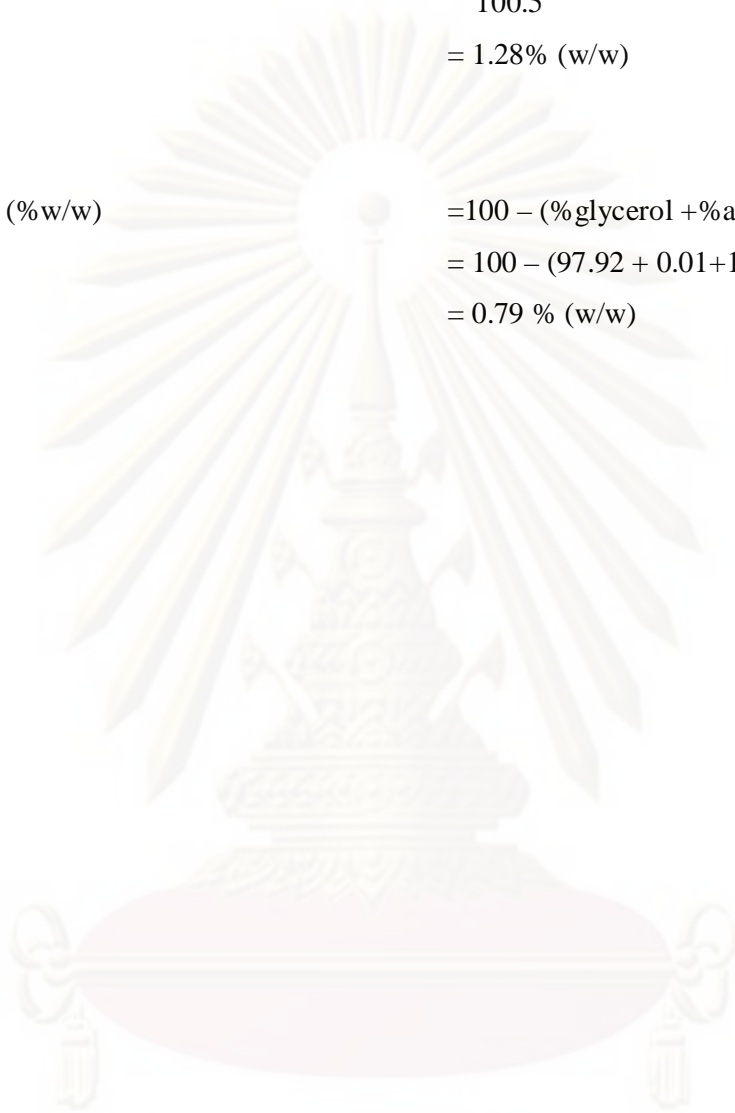 100.5
= 1.28% (w/w)
(%w/w) =100 – (%glycerol +%a
= 100 – (97.92 + 0.01+1
= 0.79 % (w/w)